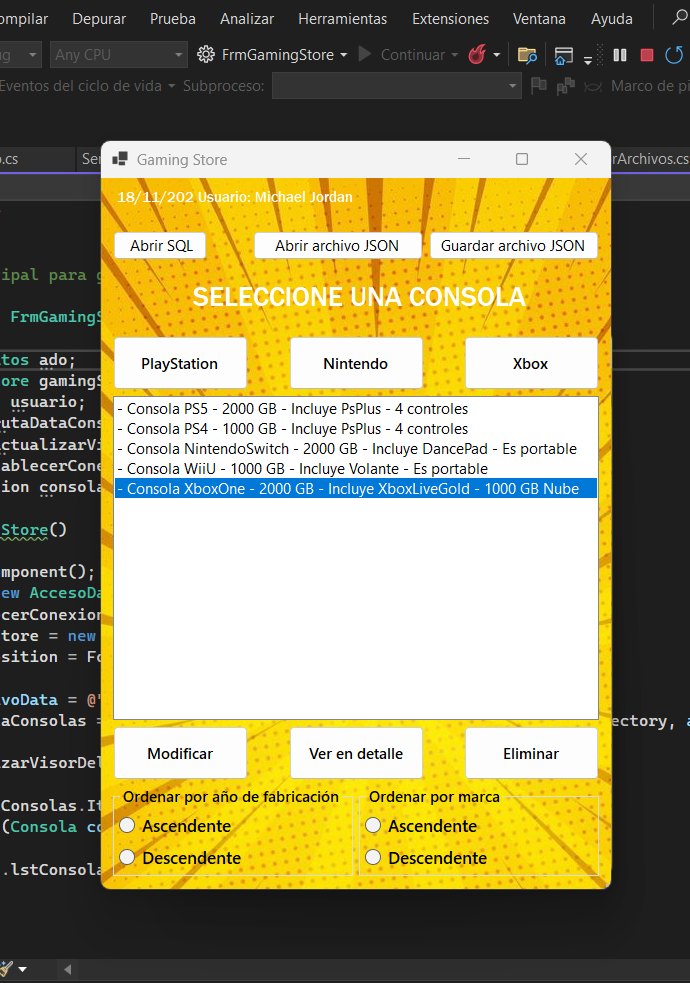 ompilar Depurar Prueba Analizar Herramientas Extensiones Ventana Ayuda
ug Any CPU FrmGamingStore Continuar
Eventos del ciclo de vida Subproceso: Marco de pi
.cs Ser rArchivos.cs
Gaming Store
18/11/202 Usuario: Michael Jordan
Abrir SQL Abrir archivo JSON Guardar archivo JSON
SELECCIONE UNA CONSOLA
PlayStation Nintendo Xbox
- Consola PS5 - 2000 GB - Incluye PsPlus - 4 controles
- Consola PS4 - 1000 GB - Incluye PsPlus - 4 controles
- Consola NintendoSwitch - 2000 GB - Incluye DancePad - Es portable
- Consola WiiU - 1000 GB - Incluye Volante - Es portable
- Consola XboxOne - 2000 GB - Incluye XboxLiveGold - 1000 GB Nube
Modificar Ver en detalle Eliminar
Ordenar por año de fabricación Ordenar por marca
Ascendente Ascendente
Descendente Descendente
ipal para g
FrmGamingS
tos ado;
ore gamingS
usuario;
utaDataCons
ctualizarVi
ablecerCone
ion consola
Store()
mponent();
ew AccesoDa
cerConexion
tore = new
osition = Fo
voData = @"
aConsolas = ectory, a
izarVisorDel
Consolas.It
(Consola co
.lstConsola